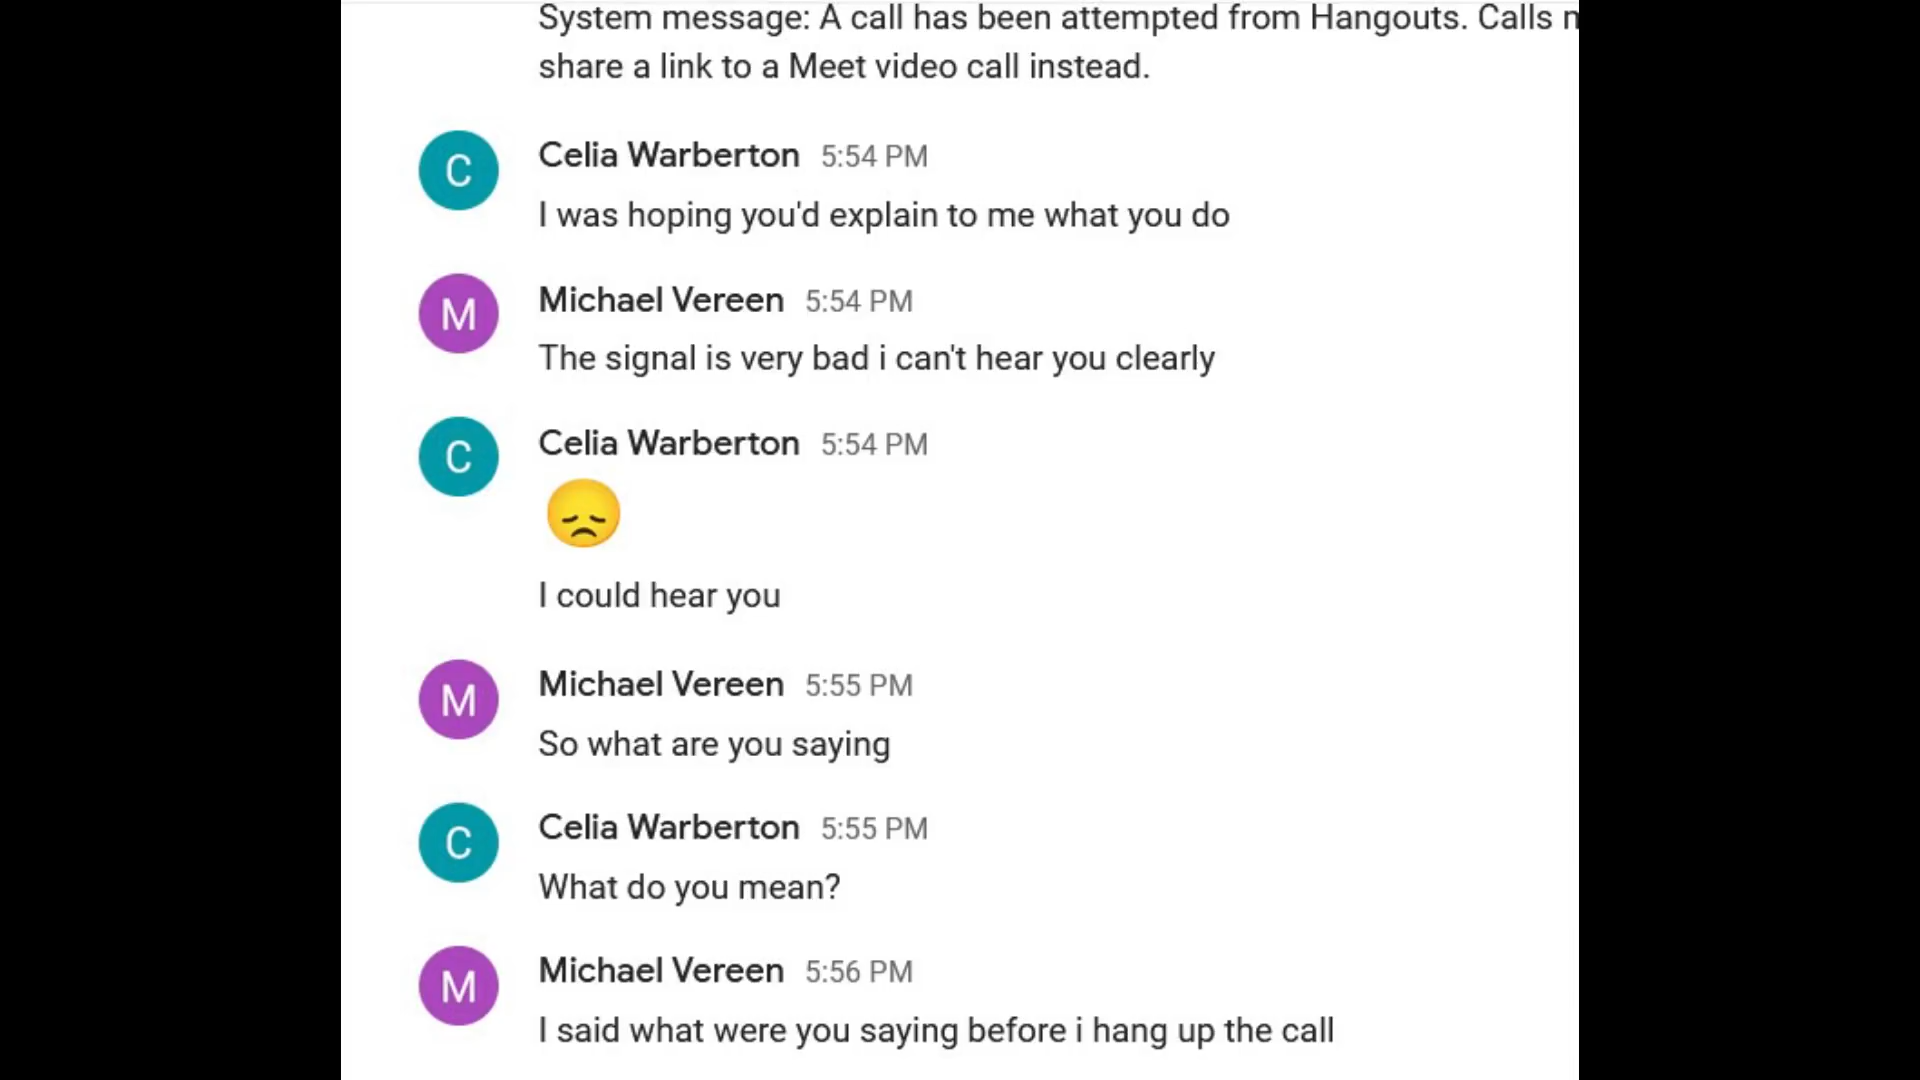 System message: A call has been attempted from Hangouts. Calls
share a link to a Meet video call instead.
C
Celia Warberton 5:54 PM
I was hoping you'd explain to me what you do
M
Michael Vereen 5:54 PM
The signal is very bad i can't hear you clearly
C
Celia Warberton 5:54 PM
I could hear you
M
Michael Vereen 5:55 PM
So what are you saying
C
Celia Warberton 5:55 PM
What do you mean?
M
Michael Vereen 5:56 PM
I said what were you saying before i hang up the call